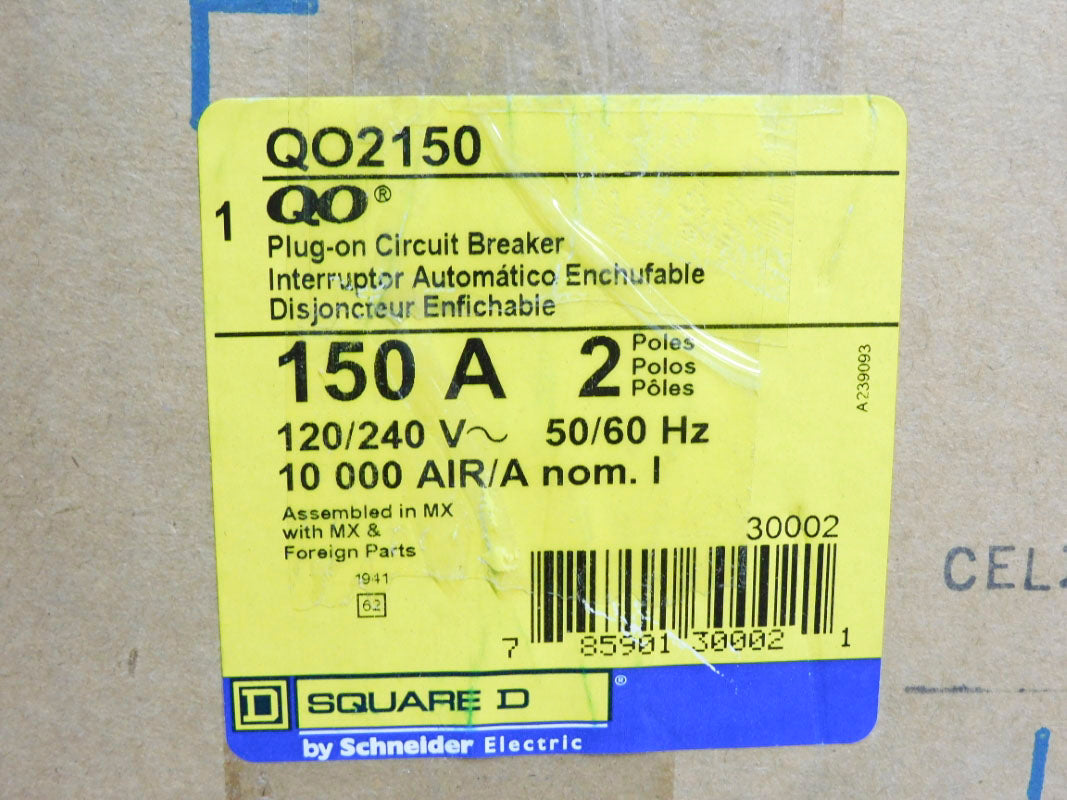 QO2150
1
QO®
Plug-on Circuit Breaker
Interruptor Automático Enchufable
Disjoncteur Enfichable
150 A 2 Poles
Polos
Pôles
A239093
120/240 V~ 50/60 Hz
10 000 AIR/A nom. I
Assembled in MX
with MX &
Foreign Parts
1941
62
30002
7 85901 30002 1
D SQUARE D ®
by Schneider Electric